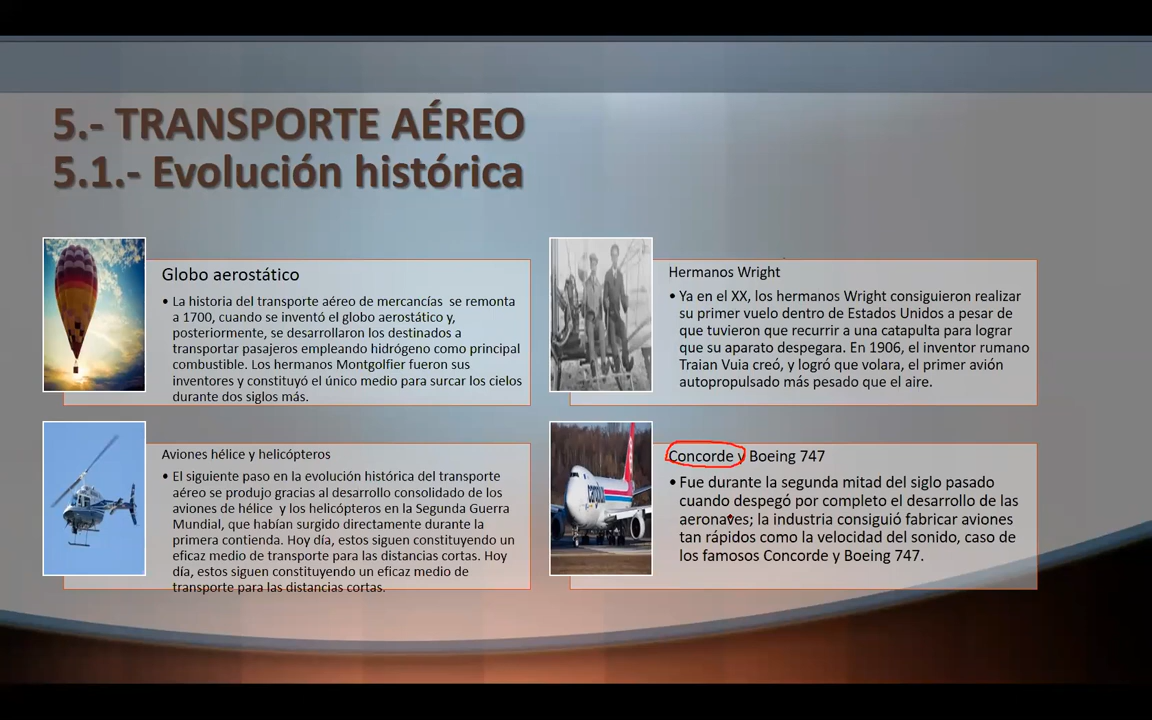 5.- TRANSPORTE AÉREO
5.1.- Evolución histórica
Globo aerostático
• La historia del transporte aéreo de mercancías se remonta
a 1700, cuando se inventó el globo aerostático y,
posteriormente, se desarrollaron los destinados a
transportar pasajeros empleando hidrógeno como principal
combustible. Los hermanos Montgolfier fueron sus
inventores y constituyó el único medio para surcar los cielos
durante dos siglos más.
Hermanos Wright
• Ya en el XX, los hermanos Wright consiguieron realizar
su primer vuelo dentro de Estados Unidos a pesar de
que tuvieron que recurrir a una catapulta para lograr
que su aparato despegara. En 1906, el inventor rumano
Traian Vuia creó, y logró que volara, el primer avión
autopropulsado más pesado que el aire.
Aviones hélice y helicópteros
• El siguiente paso en la evolución histórica del transporte
aéreo se produjo gracias al desarrollo consolidado de los
aviones de hélice y los helicópteros en la Segunda Guerra
Mundial, que habían surgido directamente durante la
primera contienda. Hoy día, estos siguen constituyendo un
eficaz medio de transporte para las distancias cortas. Hoy
día, estos siguen constituyendo un eficaz medio de
transporte para las distancias cortas.
Concorde y Boeing 747
• Fue durante la segunda mitad del siglo pasado
cuando despegó por completo el desarrollo de las
aeronaves; la industria consiguió fabricar aviones
tan rápidos como la velocidad del sonido, caso de
los famosos Concorde y Boeing 747.